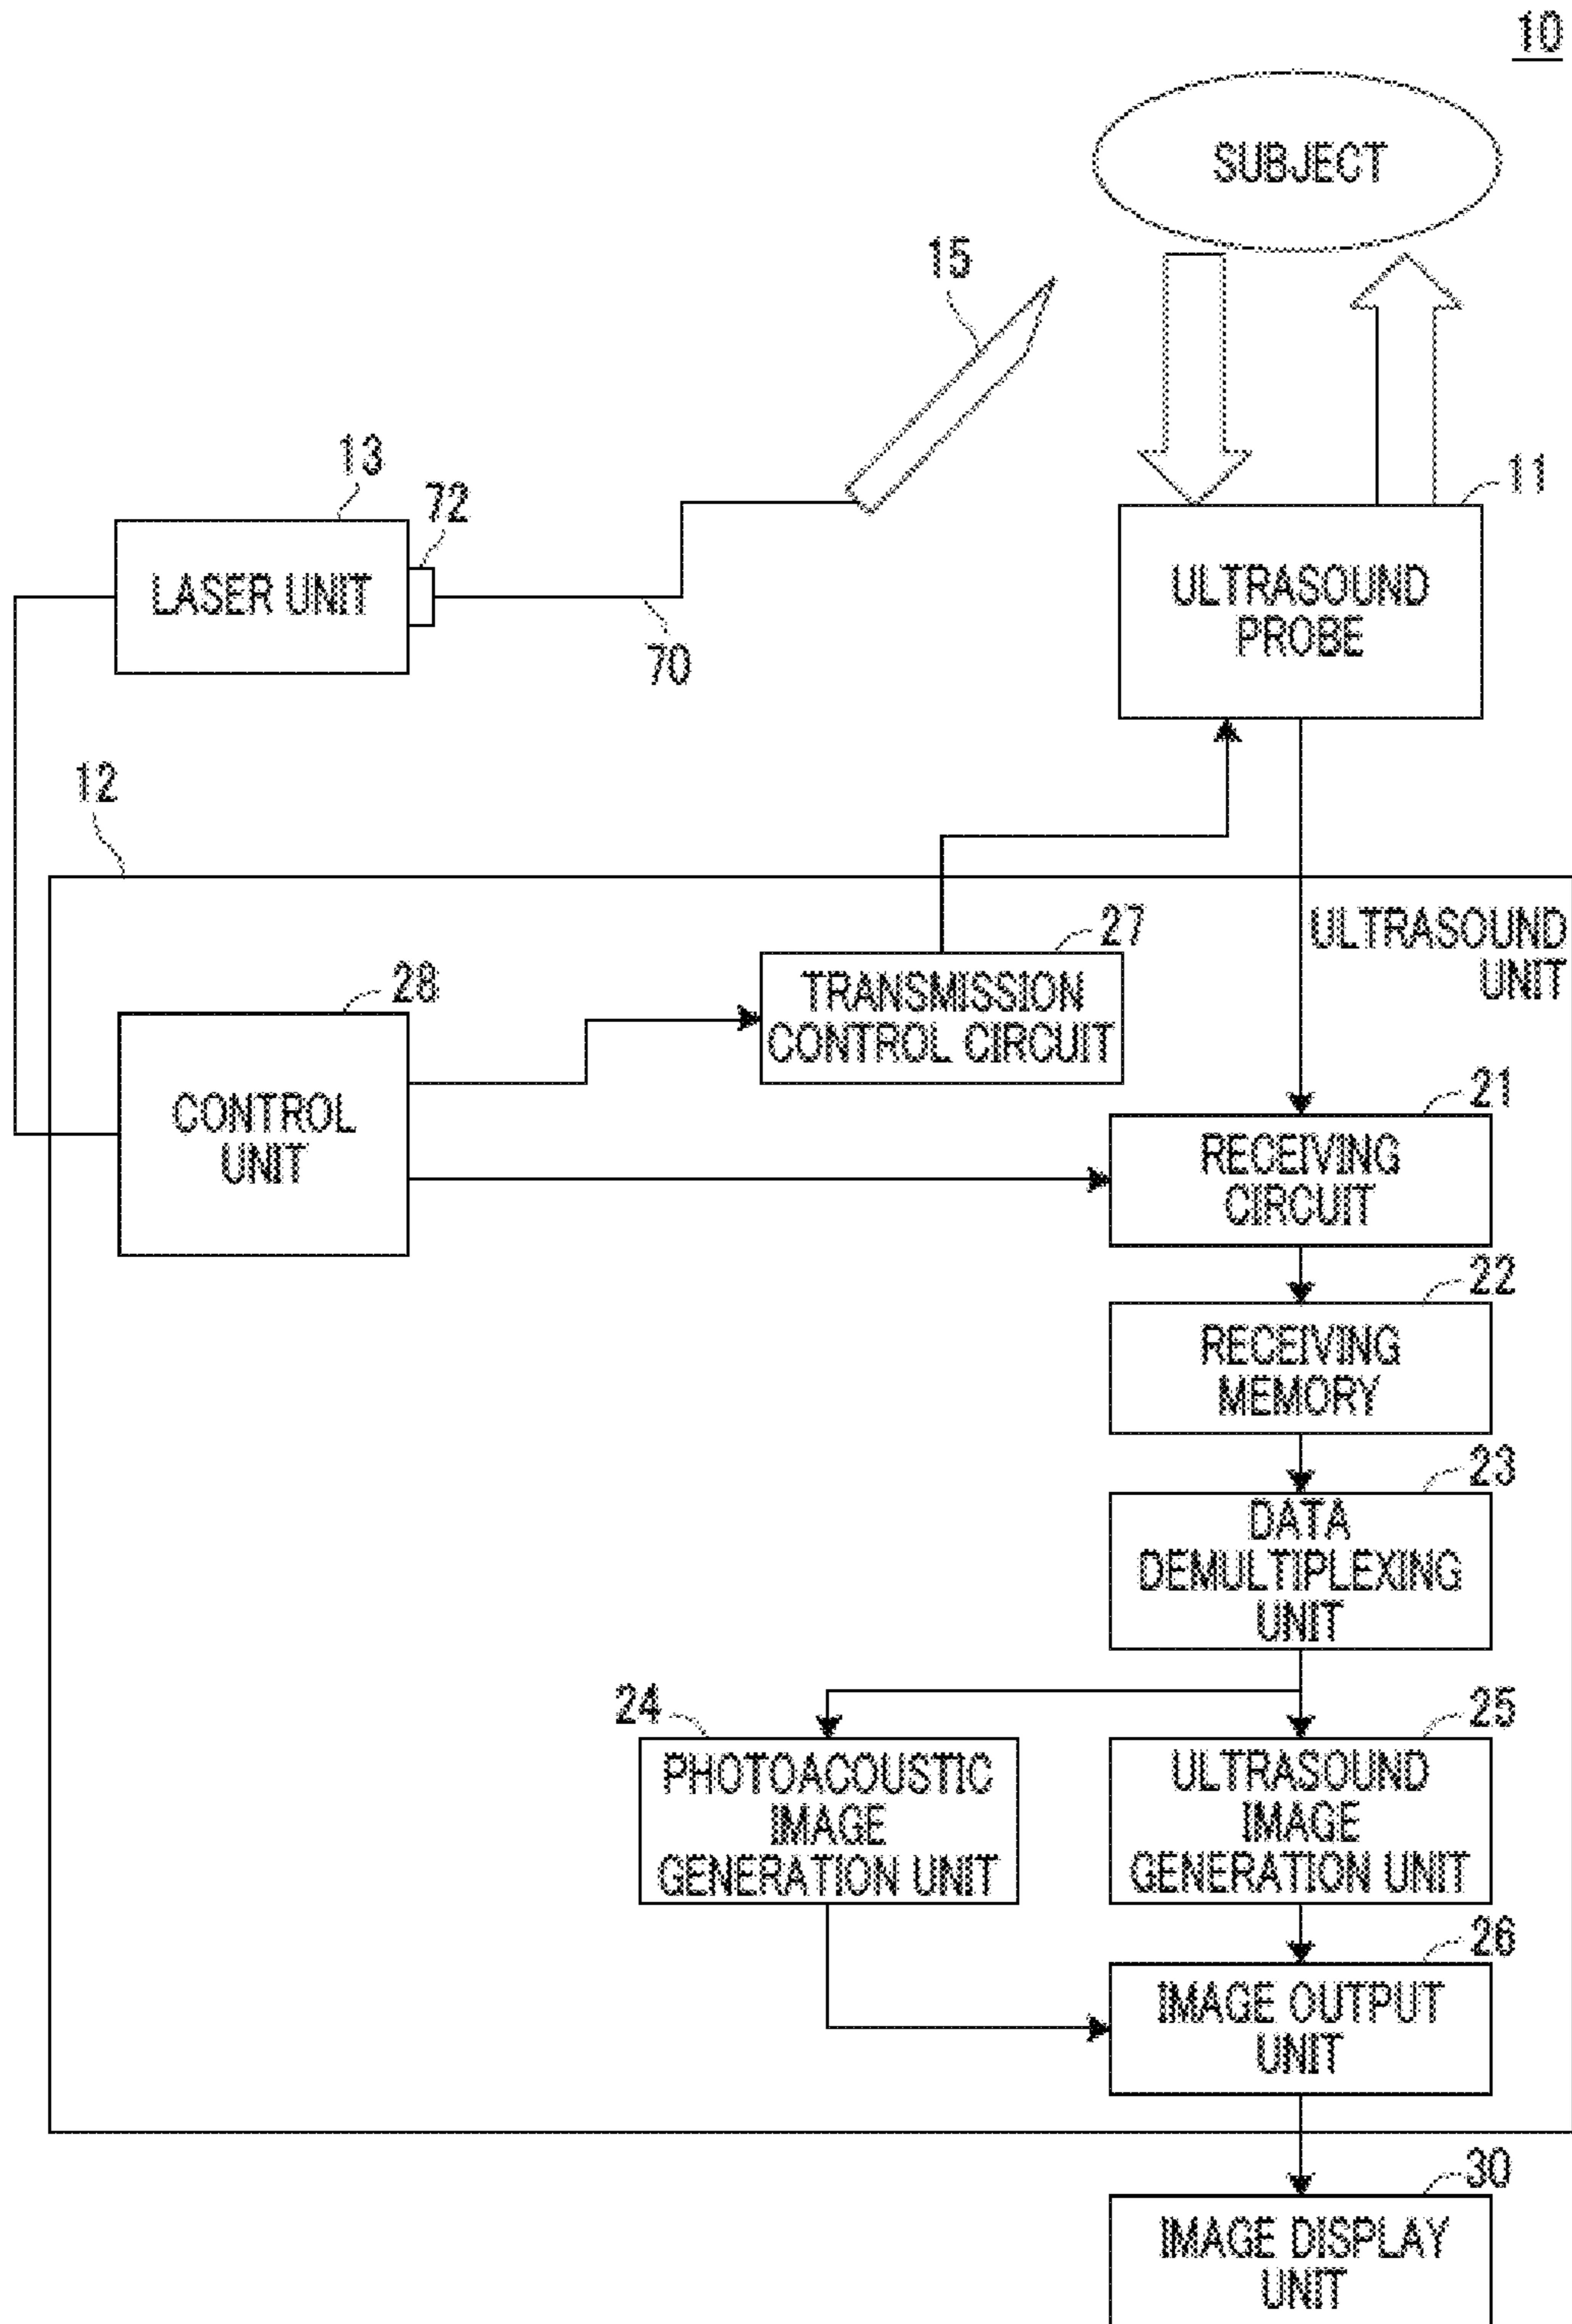 10
SUBJECT
15
13
72
11
LASER UNIT
ULTRASOUND
PROBE
70
12
27
ULTRASOUND
UNIT
28
TRANSMISSION
CONTROL CIRCUIT
21
CONTROL
UNIT
RECEIVING
CIRCUIT
22
RECEIVING
MEMORY
23
DATA
DEMULTIPLEXING
UNIT
24
25
PHOTOACOUSTIC
IMAGE
GENERATION UNIT
ULTRASOUND
IMAGE
GENERATION UNIT
26
IMAGE OUTPUT
UNIT
30
IMAGE DISPLAY
UNIT